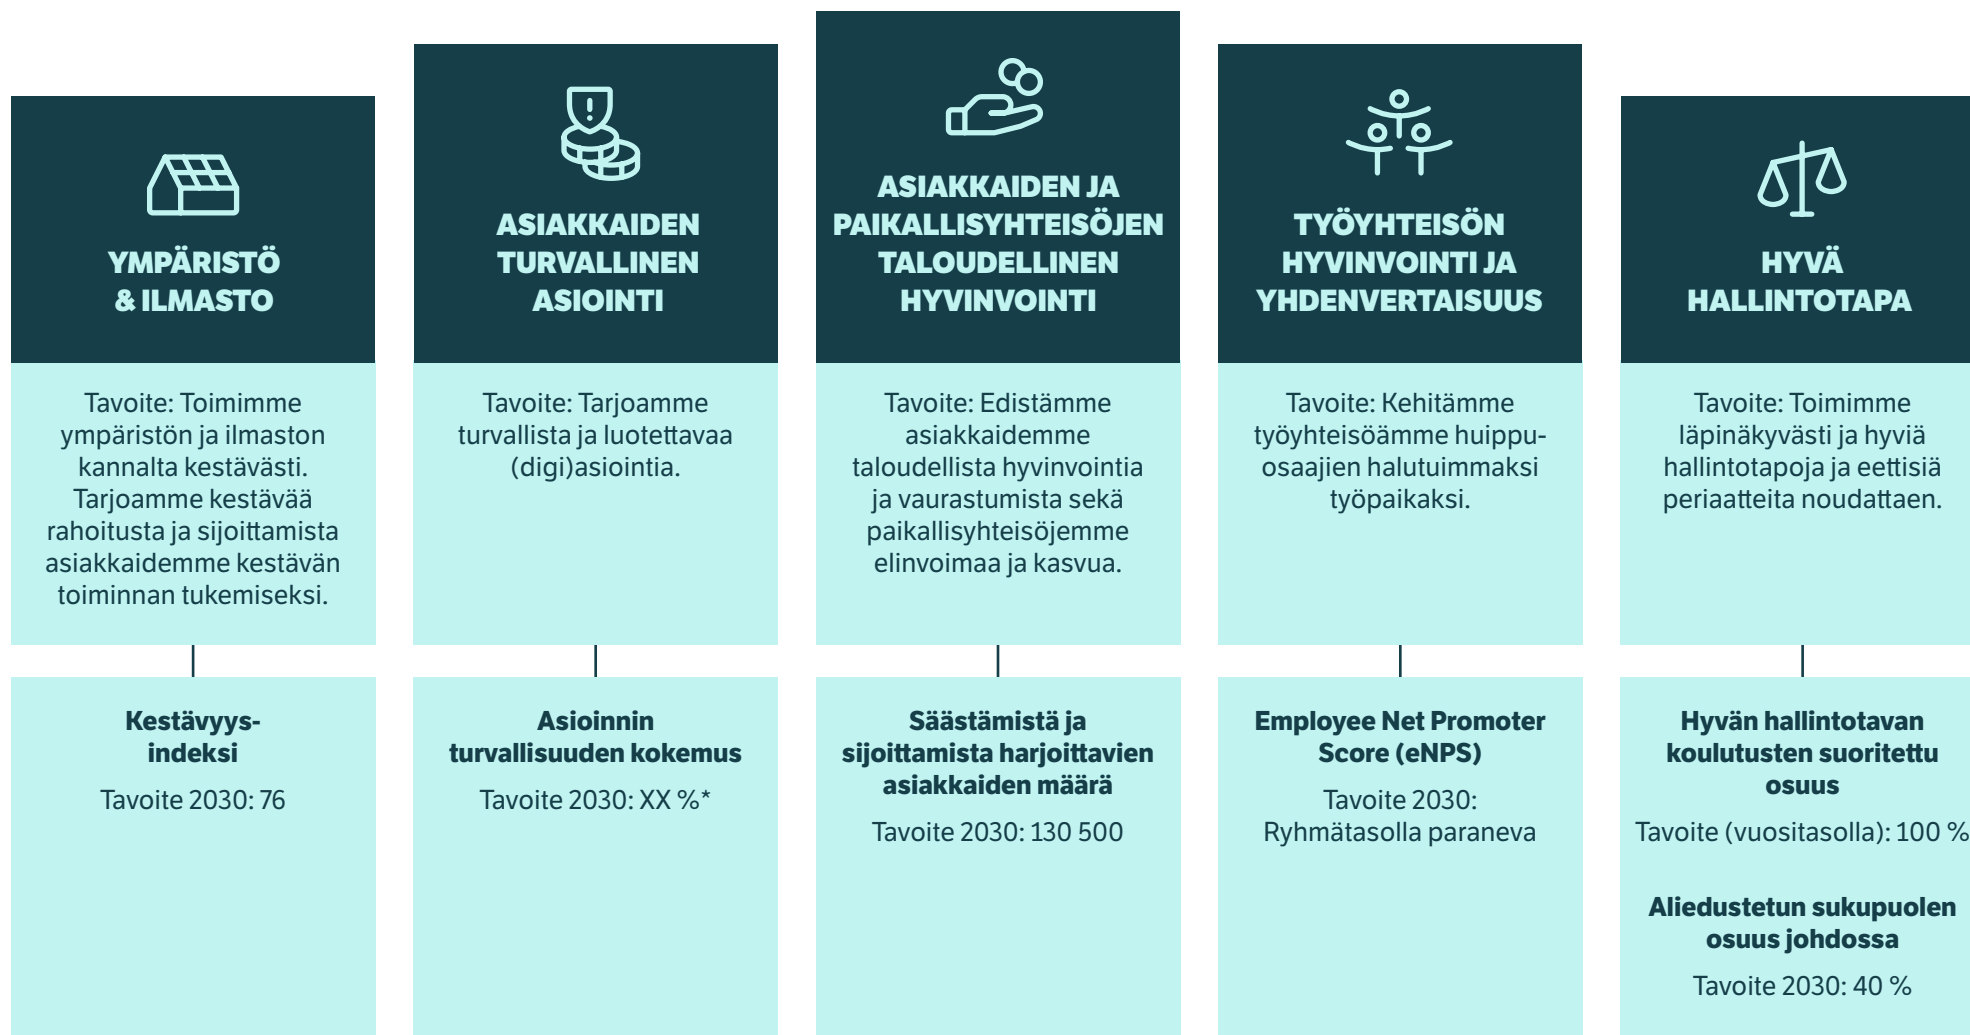 YMPÄRISTÖ
& ILMASTO
Tavoite: Toimimme
ympäristön ja ilmaston
kannalta kestävästi.
Tarjoamme kestävää
rahoitusta ja sijoittamista
asiakkaidemme kestävän
toiminnan tukemiseksi.
Kestävyys-
indeksi
Tavoite 2030: 76
ASIAKKAIDEN
TURVALLINEN
ASIOINTI
Tavoite: Tarjoamme
turvallista ja luotettavaa
(digi)asiointia.
Asioinnin
turvallisuuden kokemus
Tavoite 2030: XX %*
ASIAKKAIDEN JA
PAIKALLISYHTEISÖJEN
TALOUDELLINEN
HYVINVOINTI
Tavoite: Edistämme
asiakkaidemme
taloudellista hyvinvointia
ja vaurastumista sekä
paikallisyhteisöjemme
elinvoimaa ja kasvua.
Säästämistä ja
sijoittamista harjoittavien
asiakkaiden määrä
Tavoite 2030: 130 500
TYÖYHTEISÖN
HYVINVOINTI JA
YHDENVERTAISUUS
Tavoite: Kehitämme
työyhteisöämme huippu-
osaajien halutuimmaksi
työpaikaksi.
Employee Net Promoter
Score (eNPS)
Tavoite 2030:
Ryhmätasolla paraneva
HYVÄ
HALLINTOTAPA
Tavoite: Toimimme
läpinäkyvästi ja hyviä
hallintotapoja ja eettisiä
periaatteita noudattaen.
Hyvän hallintotavan
koulutusten suoritettu
osuus
Tavoite (vuositasolla): 100 %
Aliedustetun sukupuolen
osuus johdossa
Tavoite 2030: 40 %